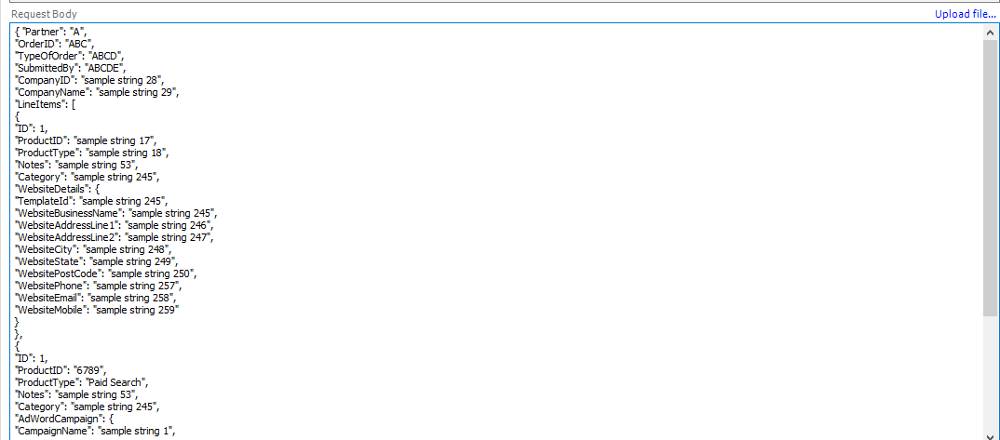 Request Body
Upload file...
{ "Partner": "A",
"OrderID": "ABC",
"TypeOfOrder": "ABCD",
"SubmittedBy": "ABCDE",
"CompanyID": "sample string 28",
"CompanyName": "sample string 29",
"LineItems": [
{
"ID": 1,
"ProductID": "sample string 17",
"ProductType": "sample string 18",
"Notes": "sample string 53",
"Category": "sample string 245",
"WebsiteDetails": {
"TemplateId": "sample string 245",
"WebsiteBusinessName": "sample string 245",
"WebsiteAddressLine1": "sample string 246",
"WebsiteAddressLine2": "sample string 247",
"WebsiteCity": "sample string 248",
"WebsiteState": "sample string 249",
"WebsitePostCode": "sample string 250",
"WebsitePhone": "sample string 257",
"WebsiteEmail": "sample string 258",
"WebsiteMobile": "sample string 259"
}
},
{
"ID": 1,
"ProductID": "6789",
"ProductType": "Paid Search",
"Notes": "sample string 53",
"Category": "sample string 245",
"AdWordCampaign": {
"CampaignName": "sample string 1",